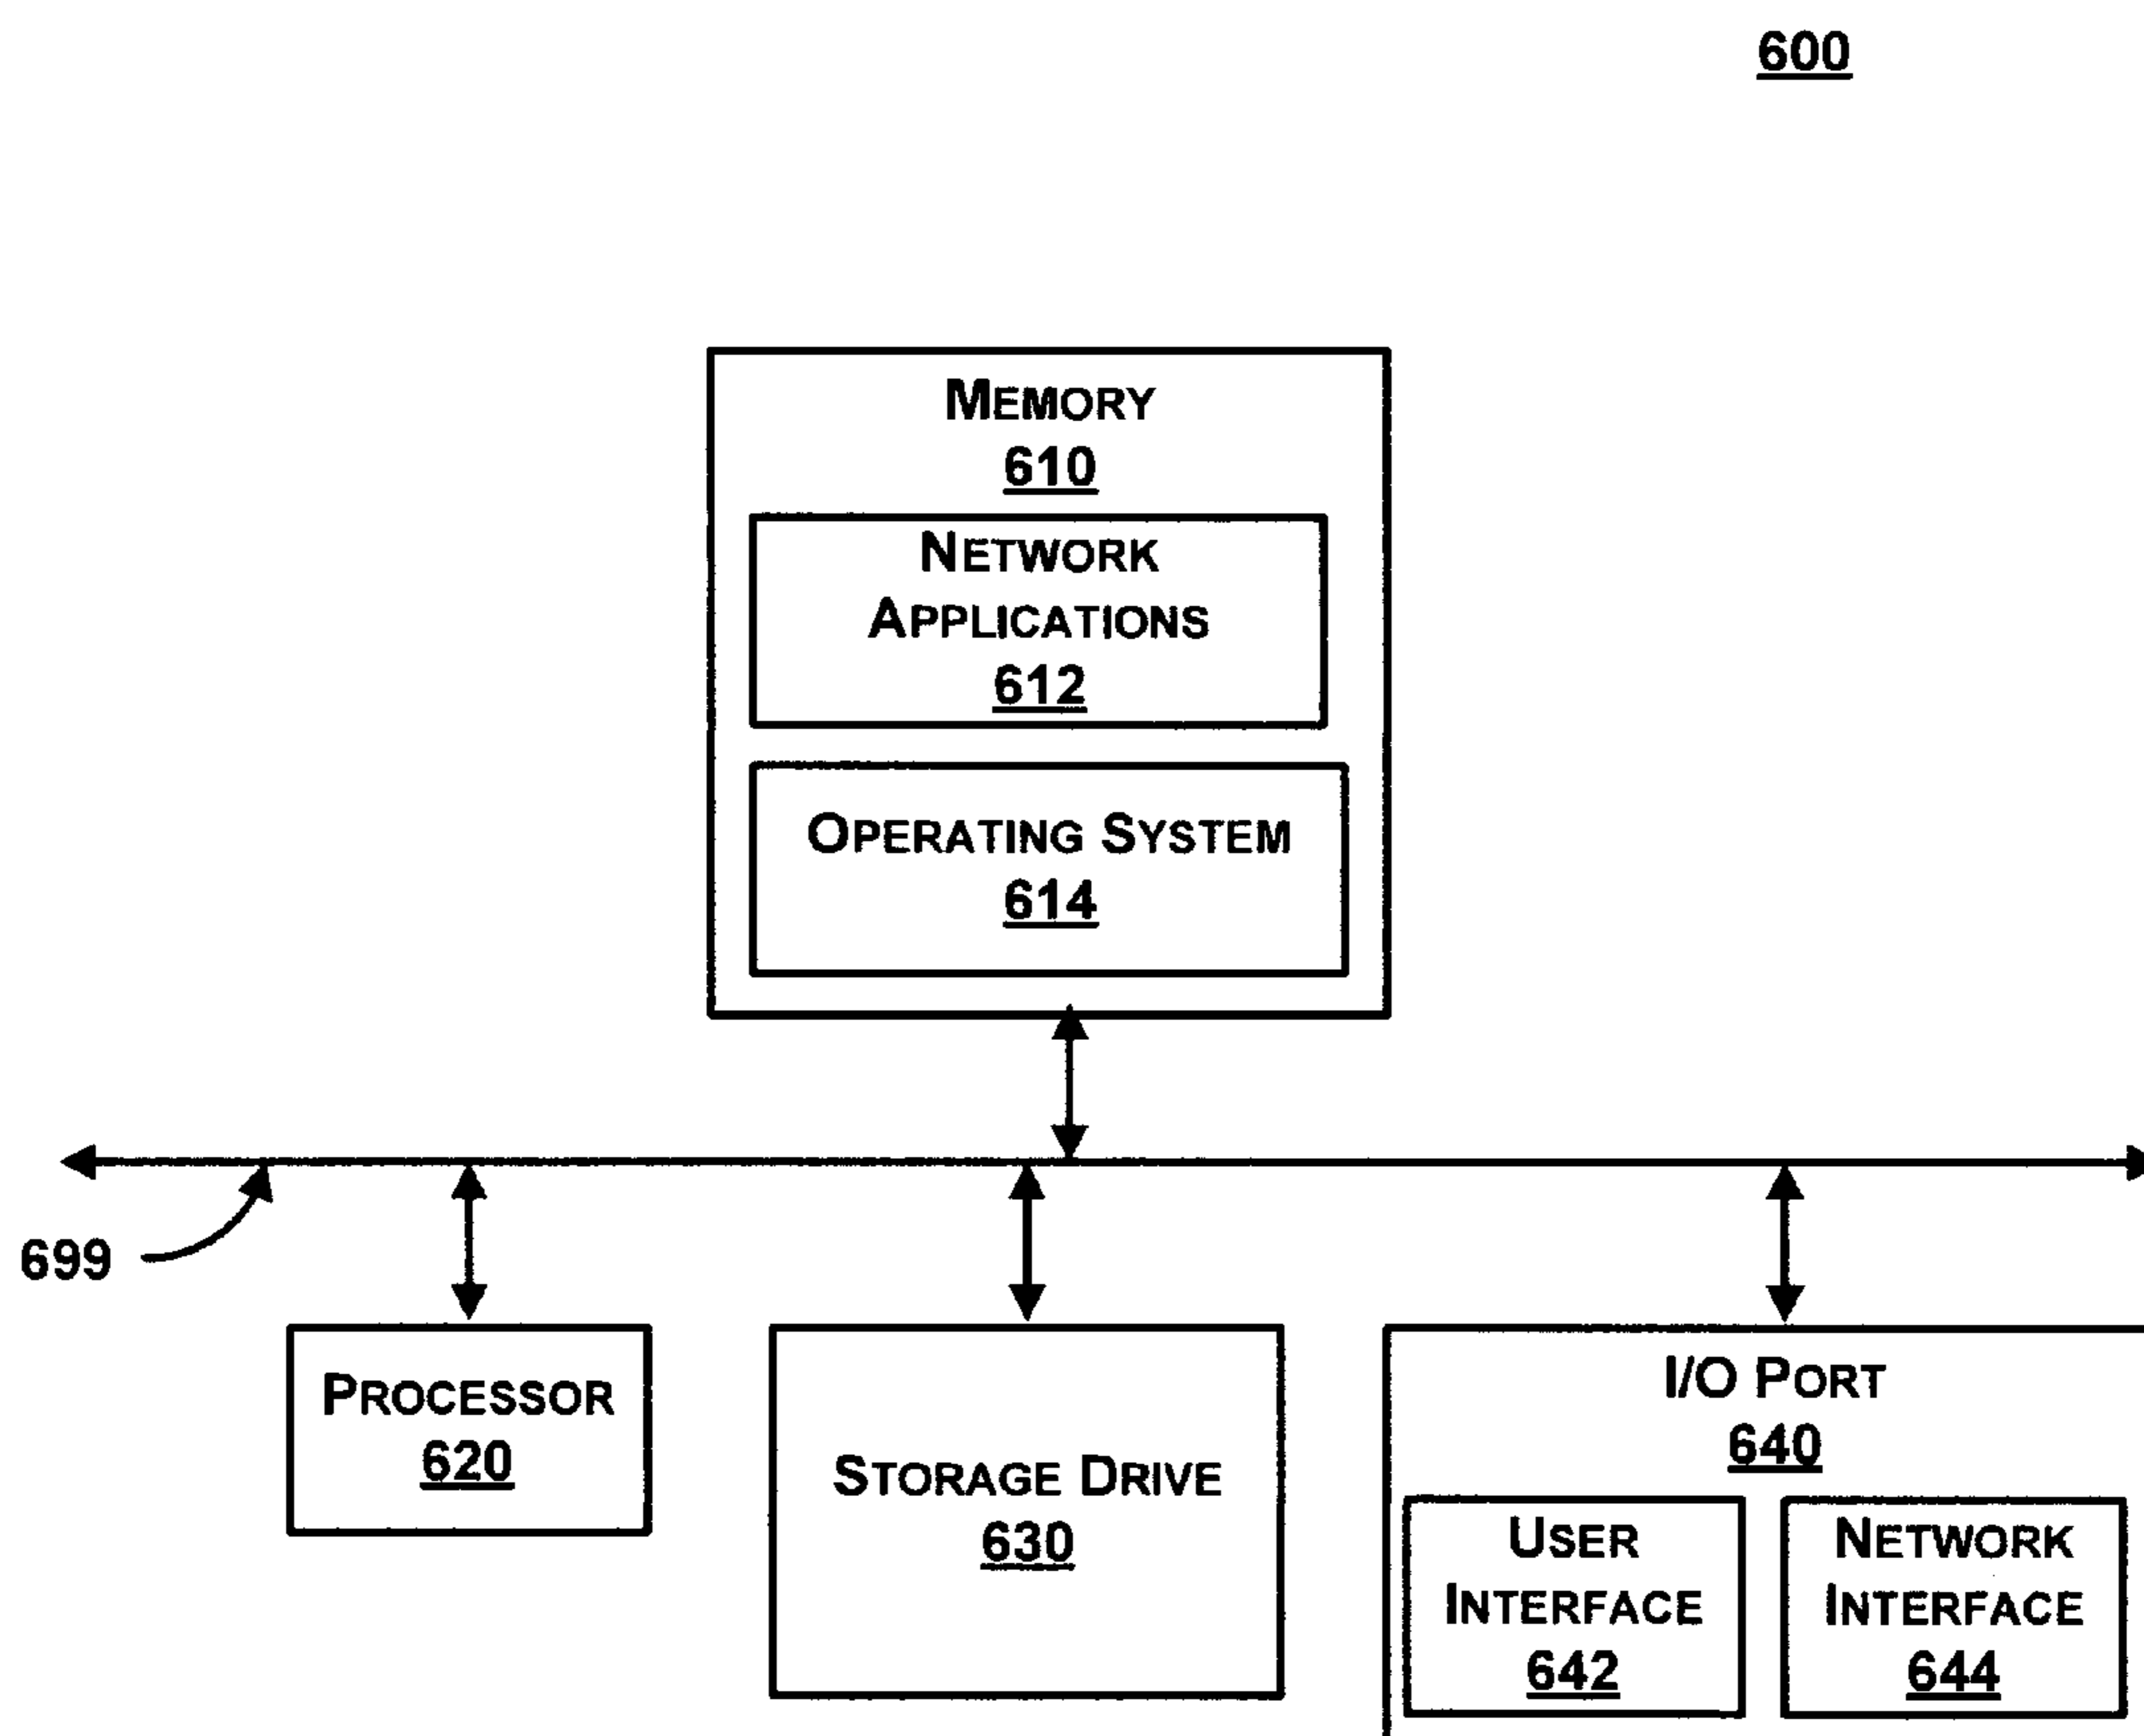 600
MEMORY
610
NETWORK
APPLICATIONS
612
OPERATING SYSTEM
614
699
PROCESSOR
620
STORAGE DRIVE
630
I/O PORT
640
USER
INTERFACE
642
NETWORK
INTERFACE
644